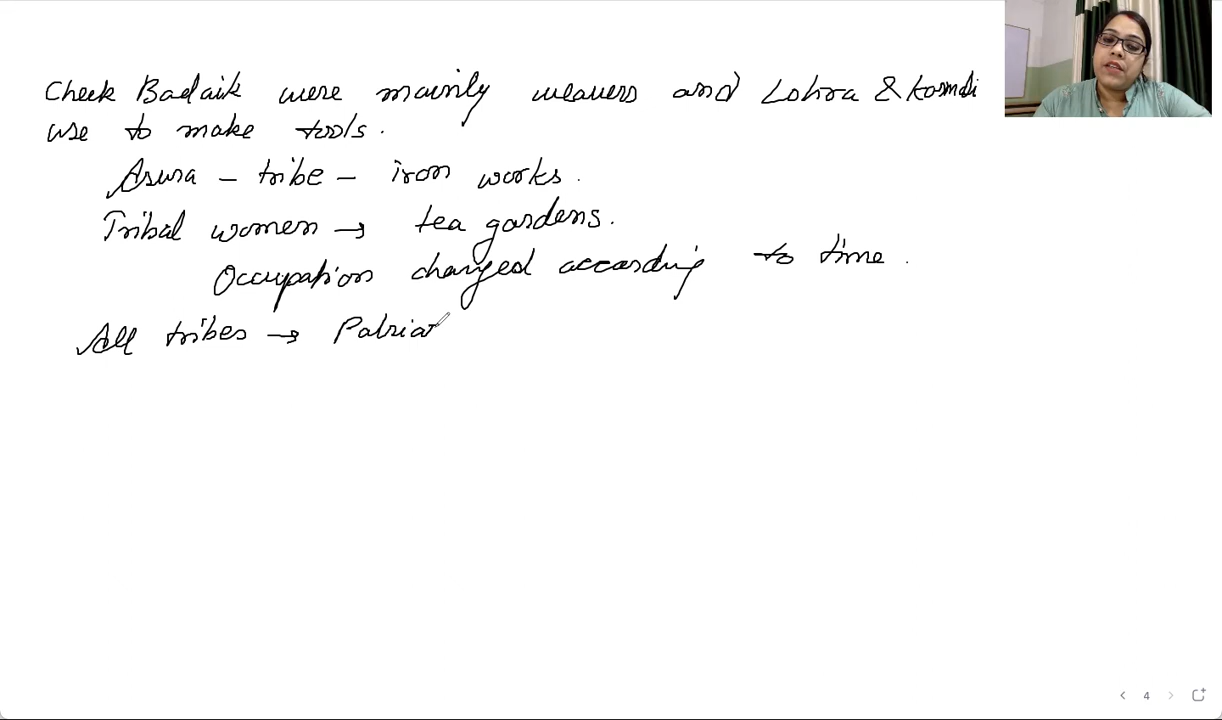 Cheek Badaik were mainly weavers and Lohra & Karmali
use to make tools.
Asura - tribe - iron works.
Tribal women → tea gardens.
Occupation changed according to time.
All tribes → Patriar
4